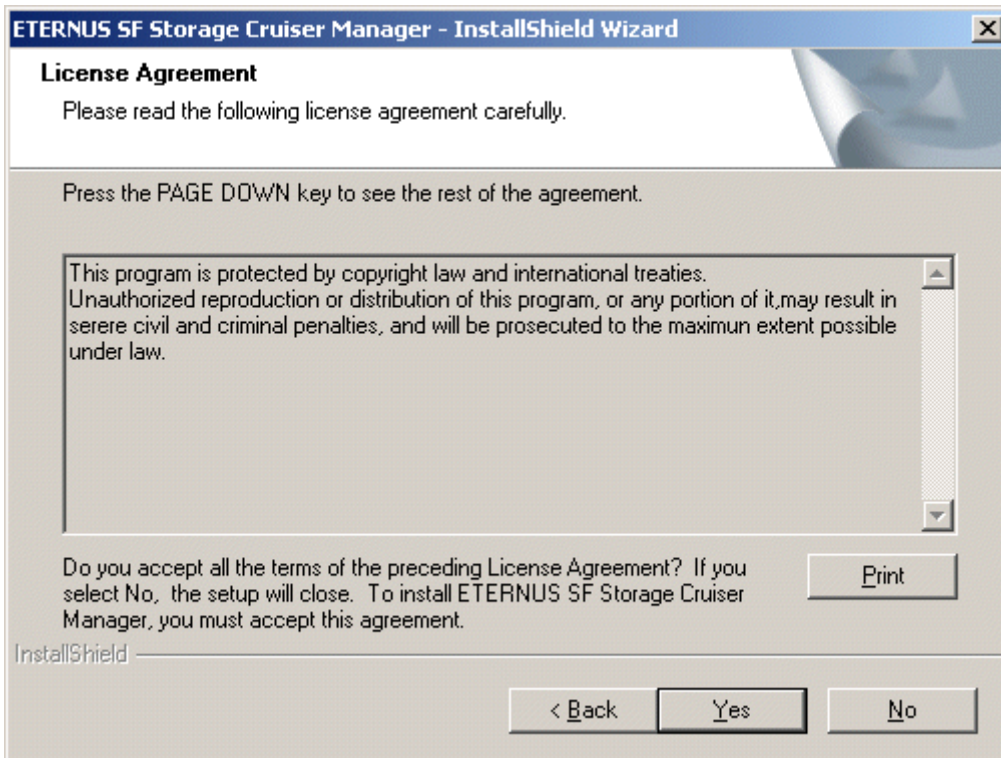 ETERNUS SF Storage Cruiser Manager - InstallShield Wizard
License Agreement
Please read the following license agreement carefully.
Press the PAGE DOWN key to see the rest of the agreement.
This program is protected by copyright law and international treaties.
Unauthorized reproduction or distribution of this program, or any portion of it,may result in
serere civil and criminal penalties, and will be prosecuted to the maximun extent possible
under law.
Do you accept all the terms of the preceding License Agreement? If you
select No, the setup will close. To install ETERNUS SF Storage Cruiser
Manager, you must accept this agreement.
Print
InstallShield
< Back
Yes
No